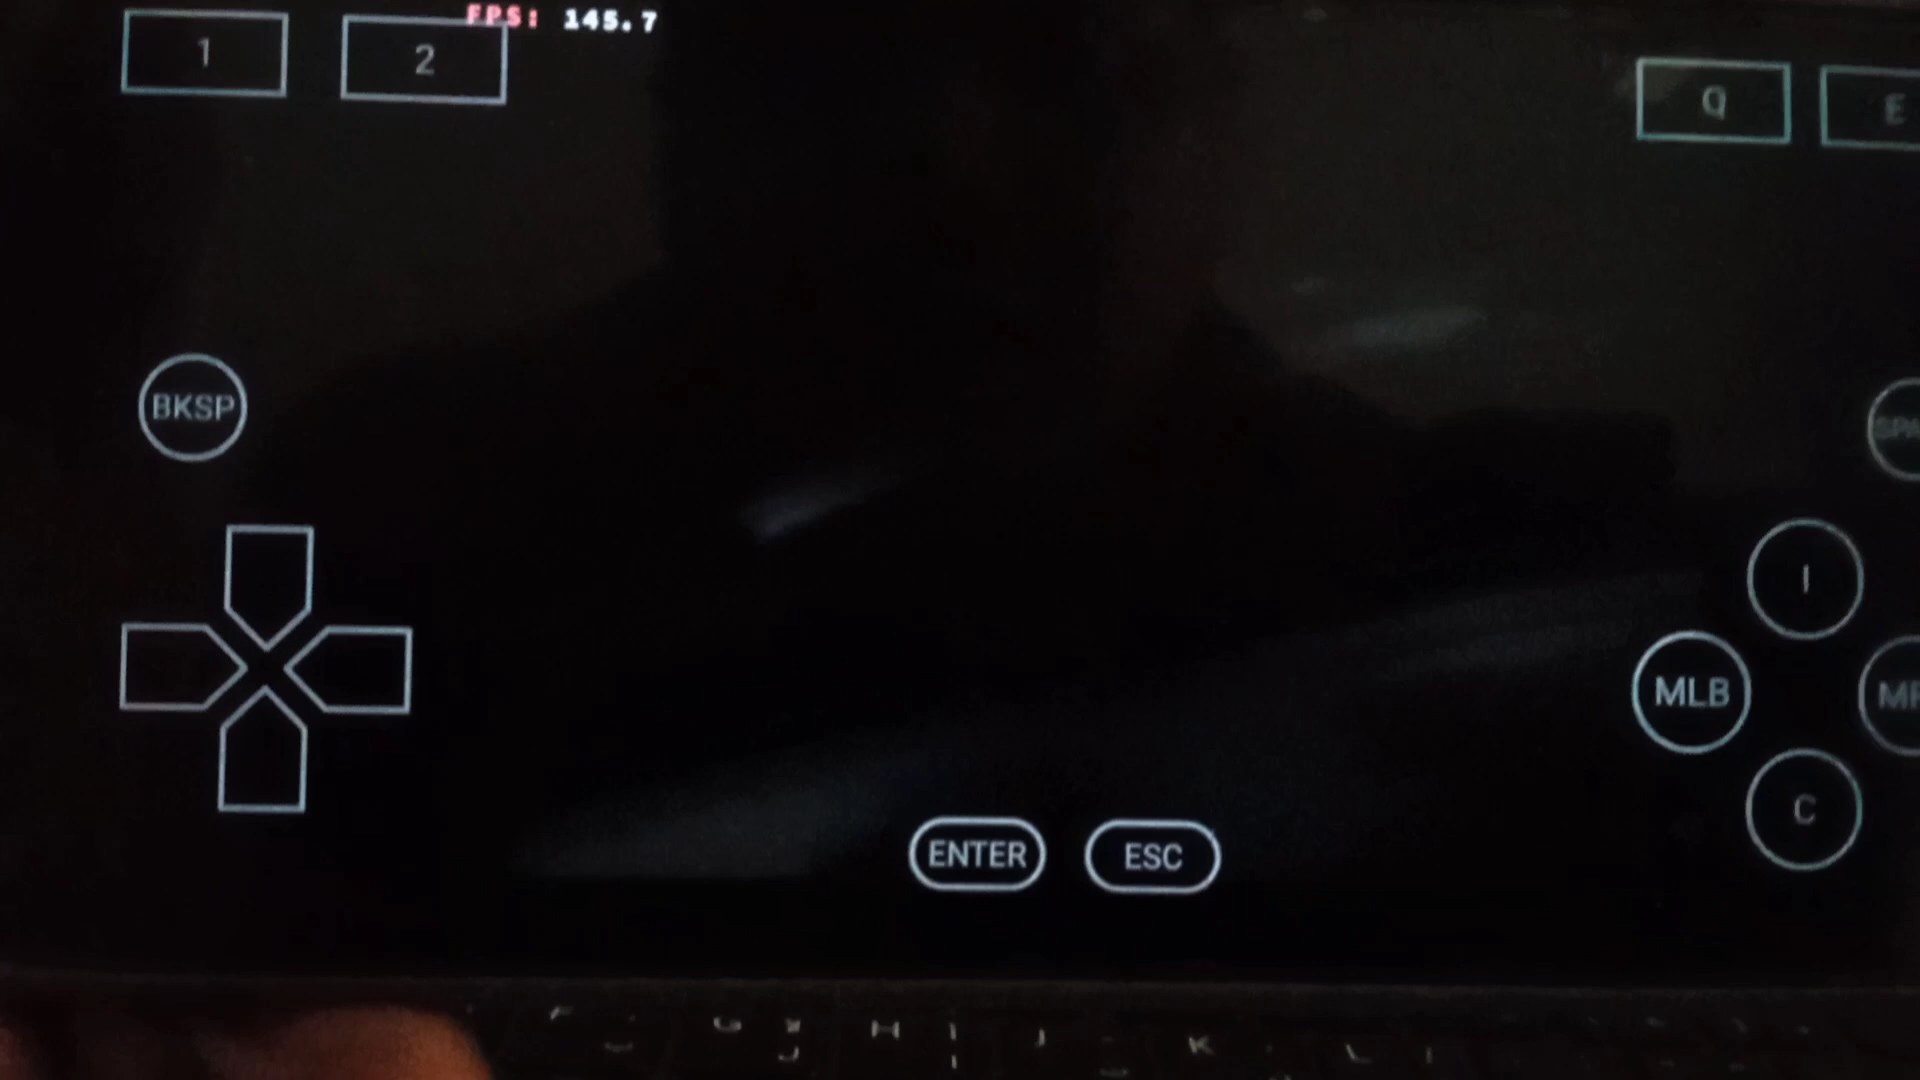 FPS: 145.7
1 2
Q E
BKSP
I
MLB
C
ENTER ESC
F G H J K L